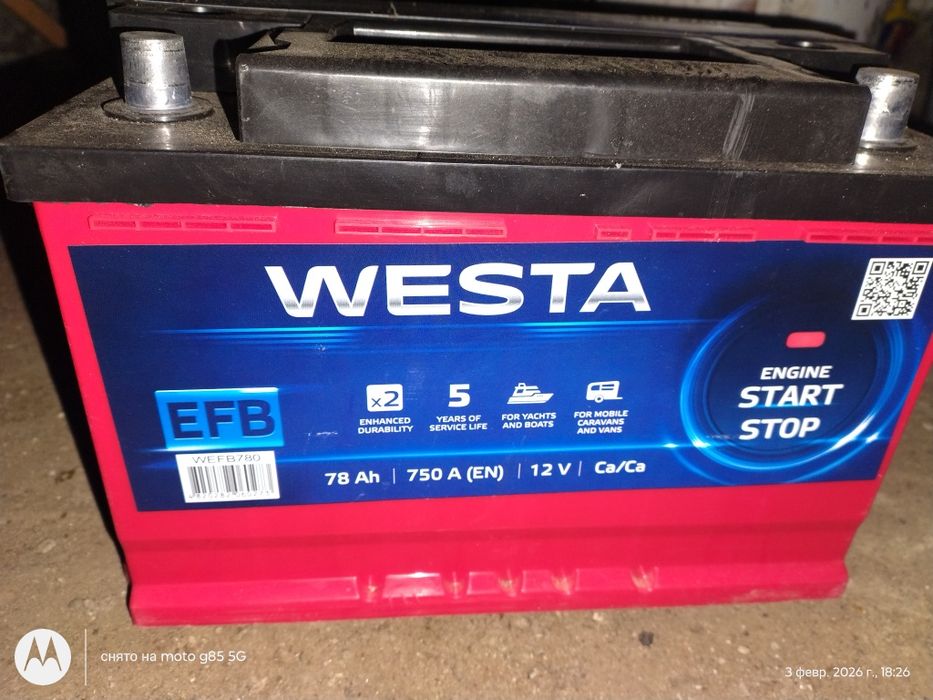 WESTA
ENGINE
START
STOP
EFB
x2
ENHANCED
DURABILITY
5
YEARS OF
SERVICE LIFE
FOR YACHTS
AND BOATS
FOR MOBILE
CARAVANS
AND VANS
WEFB780
78 Ah | 750 A (EN) | 12 V | Ca/Ca
снято на moto g85 5G
3 февр. 2026 г., 18:26